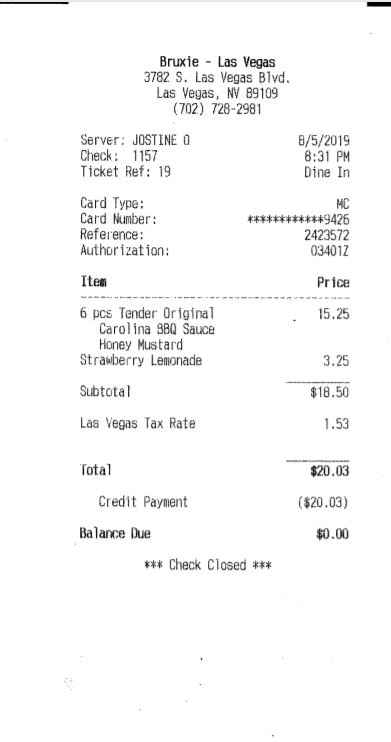 Bruxie - Las Vegas
3782 S. Las Vegas Blvd.
Las Vegas, NV 89109
(702) 728-2981
Server: JOSTINE O 8/5/2019
Check: 1157 8:31 PM
Ticket Ref: 19 Dine In
Card Type: MC
Card Number: ************9426
Reference: 2423572
Authorization: 03401Z
Item Price
6 pcs Tender Original 15.25
Carolina BBQ Sauce
Honey Mustard
Strawberry Lemonade 3.25
Subtotal $18.50
Las Vegas Tax Rate 1.53
Total $20.03
Credit Payment ($20.03)
Balance Due $0.00
*** Check Closed ***